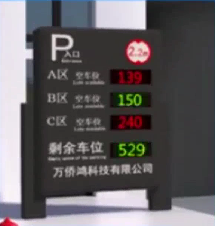 P
入口
Entrance
2.2m
A区 空车位 139
Lots available
B区 空车位 150
Lots available
C区 空车位 240
Lots available
剩余车位 529
万侨鸿科技有限公司